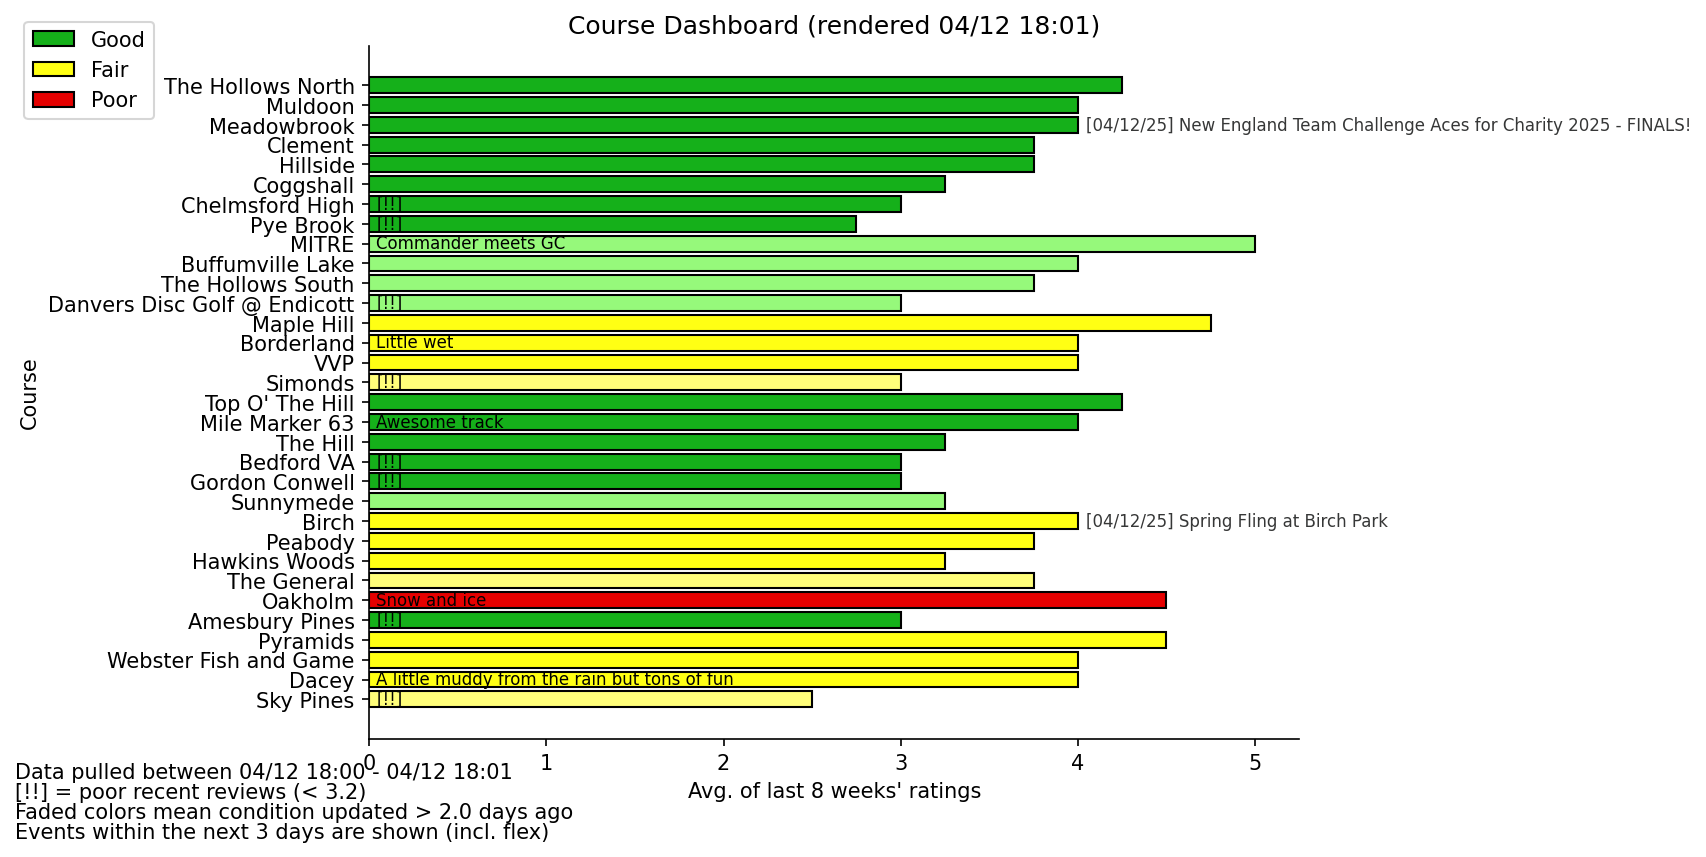 Course Dashboard (rendered 04/12 18:01)
Good
Fair
Poor
The Hollows North
Muldoon
Meadowbrook [04/12/25] New England Team Challenge Aces for Charity 2025 - FINALS!
Clement
Hillside
Coggshall
Chelmsford High [!!]
Pye Brook [!!]
MITRE Commander meets GC
Buffumville Lake
The Hollows South
Danvers Disc Golf @ Endicott [!!]
Maple Hill
Borderland Little wet
VVP
Simonds [!!]
Top O' The Hill
Mile Marker 63 Awesome track
The Hill
Bedford VA [!!]
Gordon Conwell [!!]
Sunnymede
Birch [04/12/25] Spring Fling at Birch Park
Peabody
Hawkins Woods
The General
Oakholm Snow and ice
Amesbury Pines [!!]
Pyramids
Webster Fish and Game
Dacey A little muddy from the rain but tons of fun
Sky Pines [!!]
Course
0 1 2 3 4 5
Avg. of last 8 weeks' ratings
Data pulled between 04/12 18:00 - 04/12 18:01
[!!] = poor recent reviews (< 3.2)
Faded colors mean condition updated > 2.0 days ago
Events within the next 3 days are shown (incl. flex)